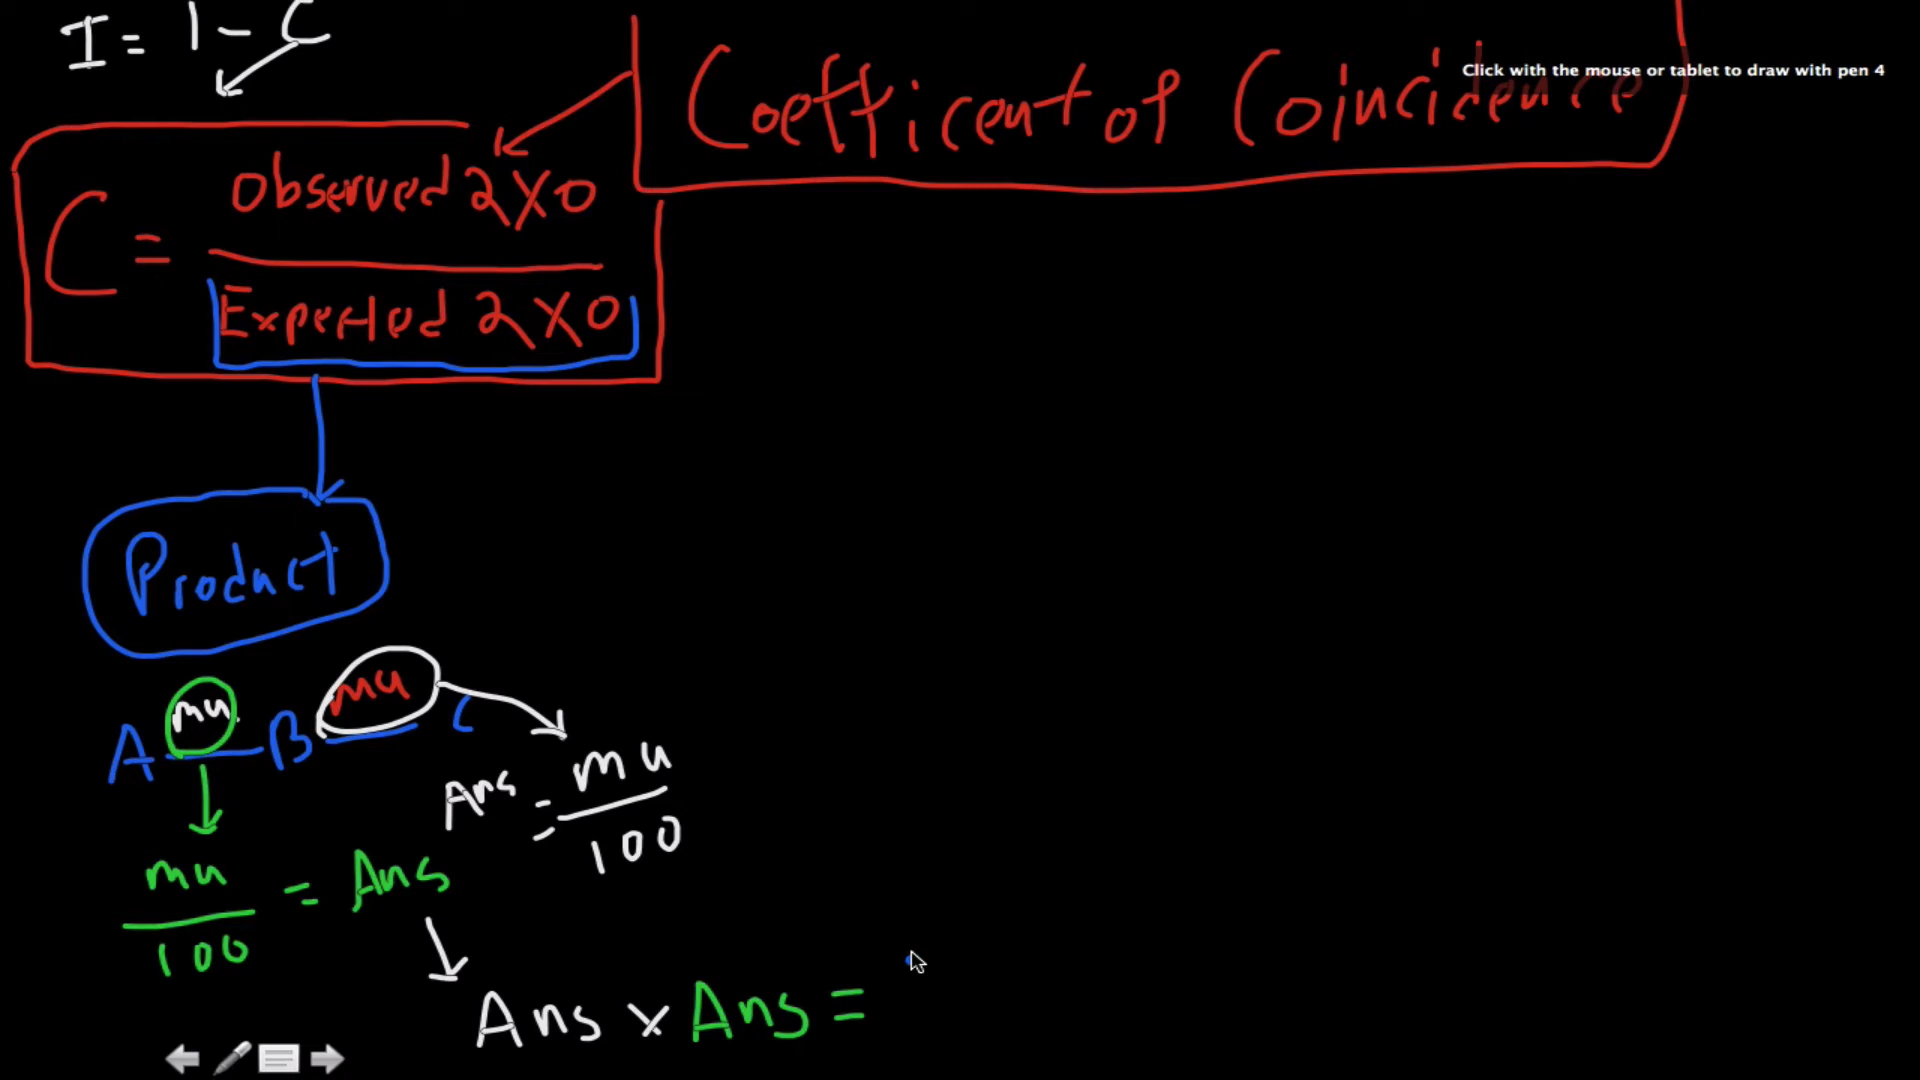 I = 1 - C
Coefficent of Coincidence
Click with the mouse or tablet to draw with pen 4
C = Observed 2XO
Expected 2XO
Product
A mu B mu C
Ans = mu
100
mu
100 = Ans
Ans x Ans =